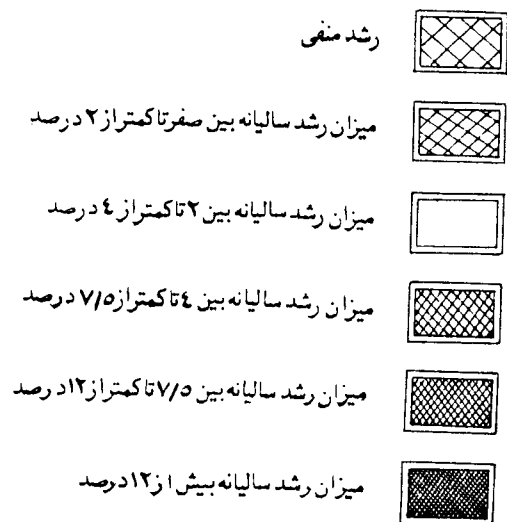 رشد منفی
میزان رشد سالیانه بین صفر تا کمتر از ۲ درصد
میزان رشد سالیانه بین ۲ تا کمتر از ٤ درصد
میزان رشد سالیانه بین ٤ تا کمتر از ۷/۵ درصد
میزان رشد سالیانه بین ۷/۵ تا کمتر از ۱۲ درصد
میزان رشد سالیانه بیش از ۱۲ درصد